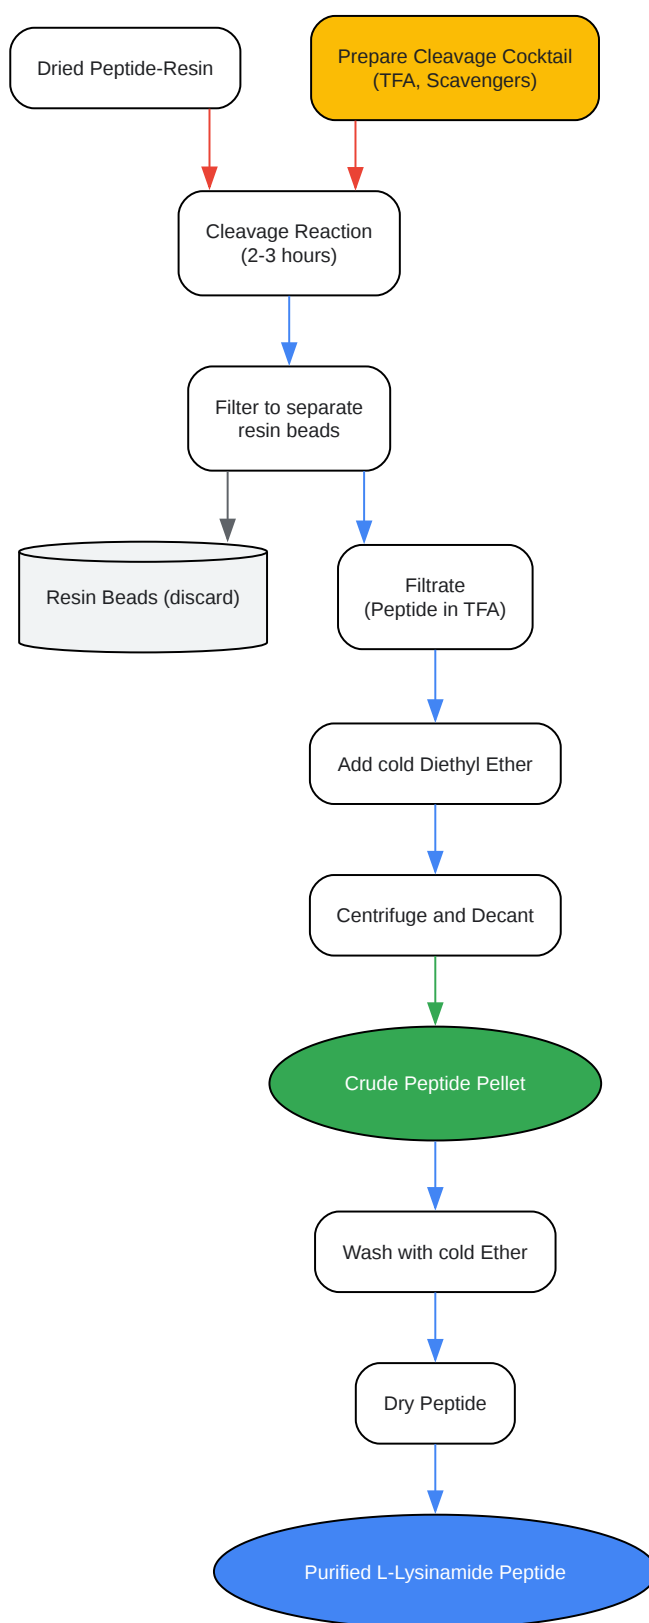 Dried Peptide-Resin
Prepare Cleavage Cocktail
(TFA, Scavengers)
Cleavage Reaction
(2-3 hours)
Filter to separate
resin beads
Resin Beads (discard)
Filtrate
(Peptide in TFA)
Add cold Diethyl Ether
Centrifuge and Decant
Crude Peptide Pellet
Wash with cold Ether
Dry Peptide
Purified L-Lysinamide Peptide